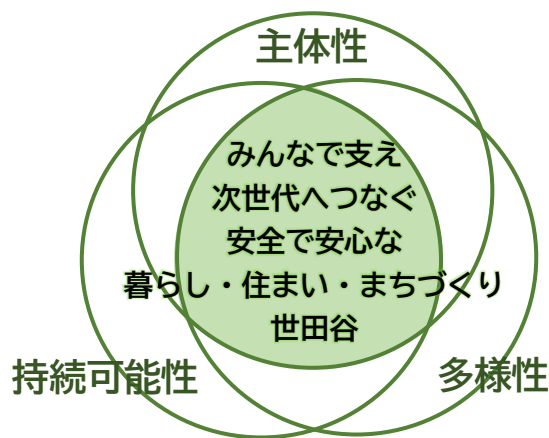 主体性
みんなで支え
次世代へつなぐ
安全で安心な
暮らし・住まい・まちづくり
世田谷
持続可能性
多様性